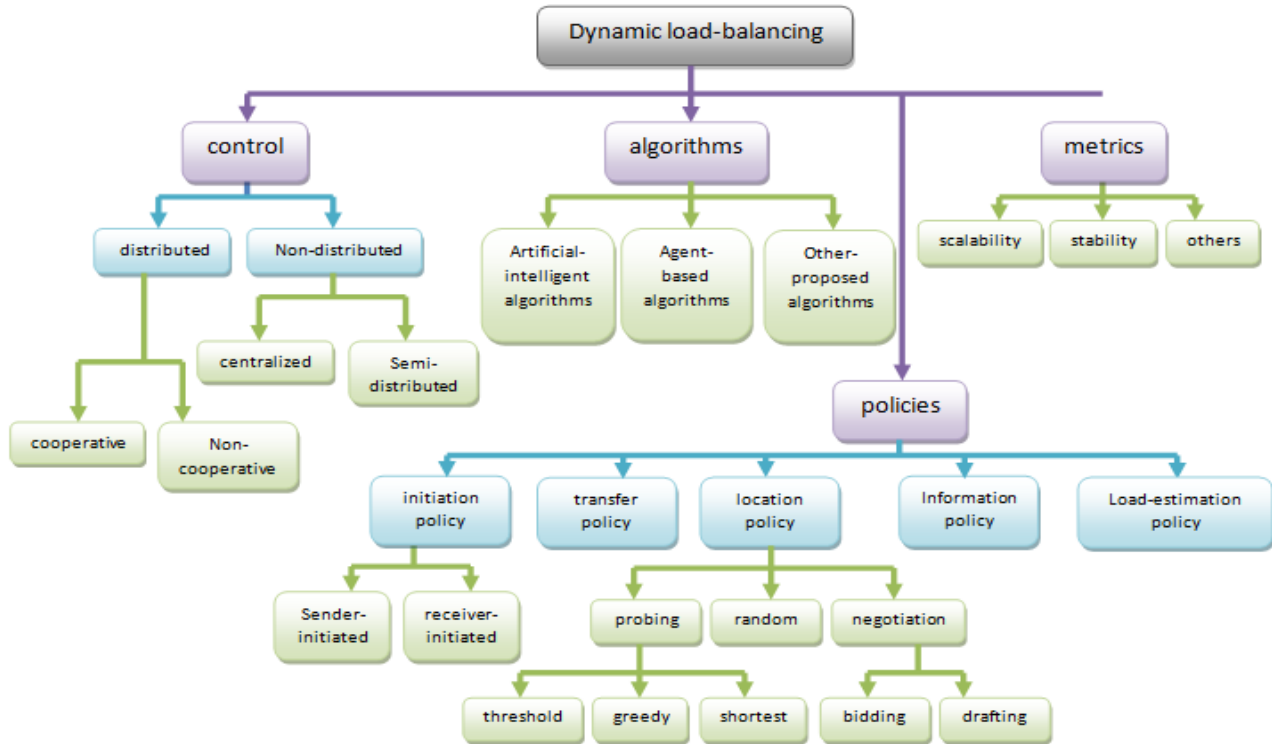 Dynamic load-balancing
control
algorithms
metrics
distributed
Non-distributed
Artificial-
intelligent
algorithms
Agent-
based
algorithms
Other-
proposed
algorithms
scalability
stability
others
centralized
Semi-
distributed
cooperative
Non-
cooperative
policies
initiation
policy
transfer
policy
location
policy
Information
policy
Load-estimation
policy
Sender-
initiated
receiver-
initiated
probing
random
negotiation
threshold
greedy
shortest
bidding
drafting